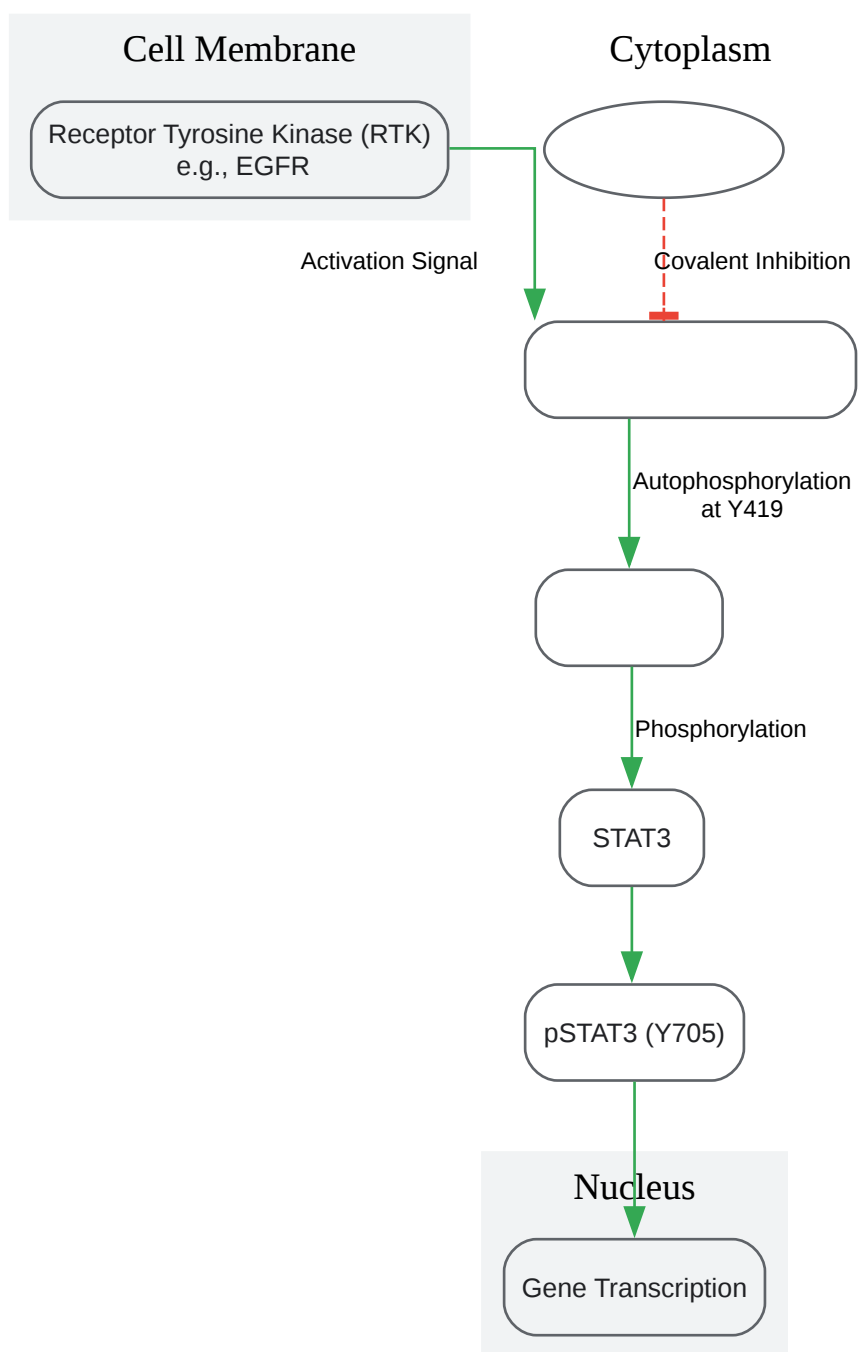 Cell Membrane
Cytoplasm
Receptor Tyrosine Kinase (RTK)
e.g., EGFR
Activation Signal
Covalent Inhibition
Autophosphorylation
at Y419
Phosphorylation
STAT3
pSTAT3 (Y705)
Nucleus
Gene Transcription